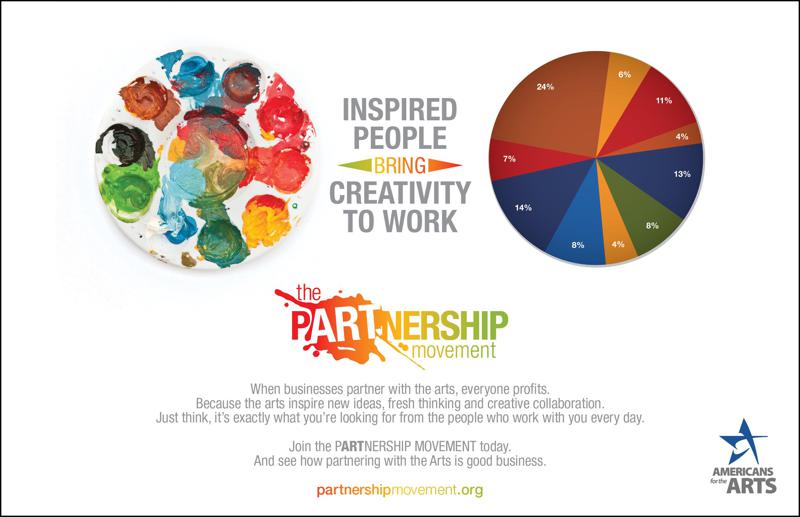 INSPIRED
PEOPLE
BRING
CREATIVITY
TO WORK
24%
6%
11%
4%
13%
8%
4%
8%
14%
7%
the
PARTNERSHIP
movement
When businesses partner with the arts, everyone profits.
Because the arts inspire new ideas, fresh thinking and creative collaboration.
Just think, it's exactly what you're looking for from the people who work with you every day.
Join the PARTNERSHIP MOVEMENT today.
And see how partnering with the Arts is good business.
partnershipmovement.org
AMERICANS
for the ARTS